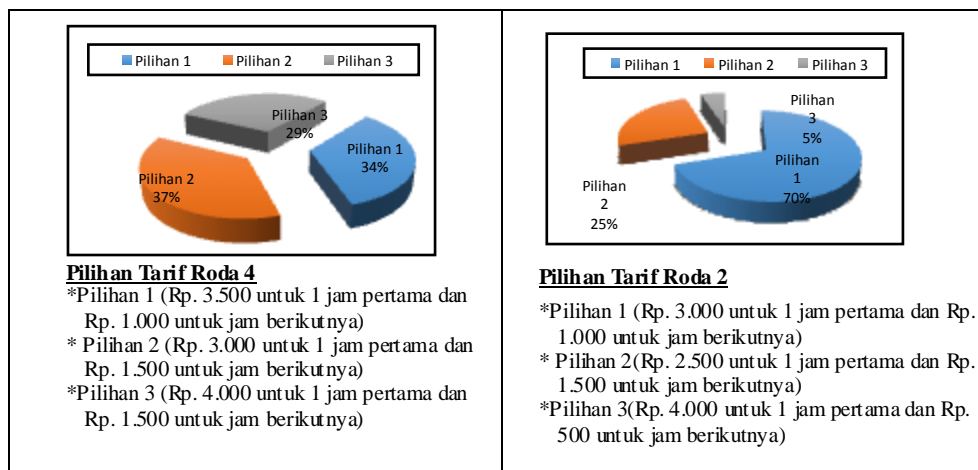 Pilihan 1 Pilihan 2 Pilihan 3
Pilihan 3
29%
Pilihan 1
34%
Pilihan 2
37%
Pilihan Tarif Roda 4
*Pilihan 1 (Rp. 3.500 untuk 1 jam pertama dan
Rp. 1.000 untuk jam berikutnya)
* Pilihan 2 (Rp. 3.000 untuk 1 jam pertama dan
Rp. 1.500 untuk jam berikutnya)
*Pilihan 3 (Rp. 4.000 untuk 1 jam pertama dan
Rp. 1.500 untuk jam berikutnya)
Pilihan 1 Pilihan 2 Pilihan 3
Pilihan
3
5%
Pilihan
1
70%
Pilihan
2
25%
Pilihan Tarif Roda 2
*Pilihan 1 (Rp. 3.000 untuk 1 jam pertama dan Rp.
1.000 untuk jam berikutnya)
* Pilihan 2(Rp. 2.500 untuk 1 jam pertama dan Rp.
1.500 untuk jam berikutnya)
*Pilihan 3(Rp. 4.000 untuk 1 jam pertama dan Rp.
500 untuk jam berikutnya)